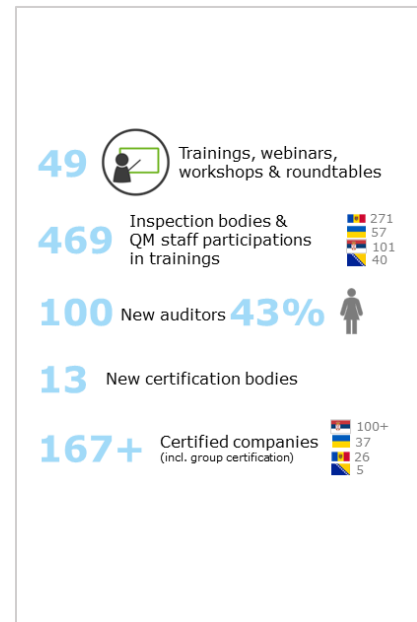 49
Trainings, webinars,
workshops & roundtables
469
Inspection bodies &
QM staff participations
in trainings
271
57
101
40
100 New auditors 43%
13 New certification bodies
167+
Certified companies
(incl. group certification)
100+
37
26
5